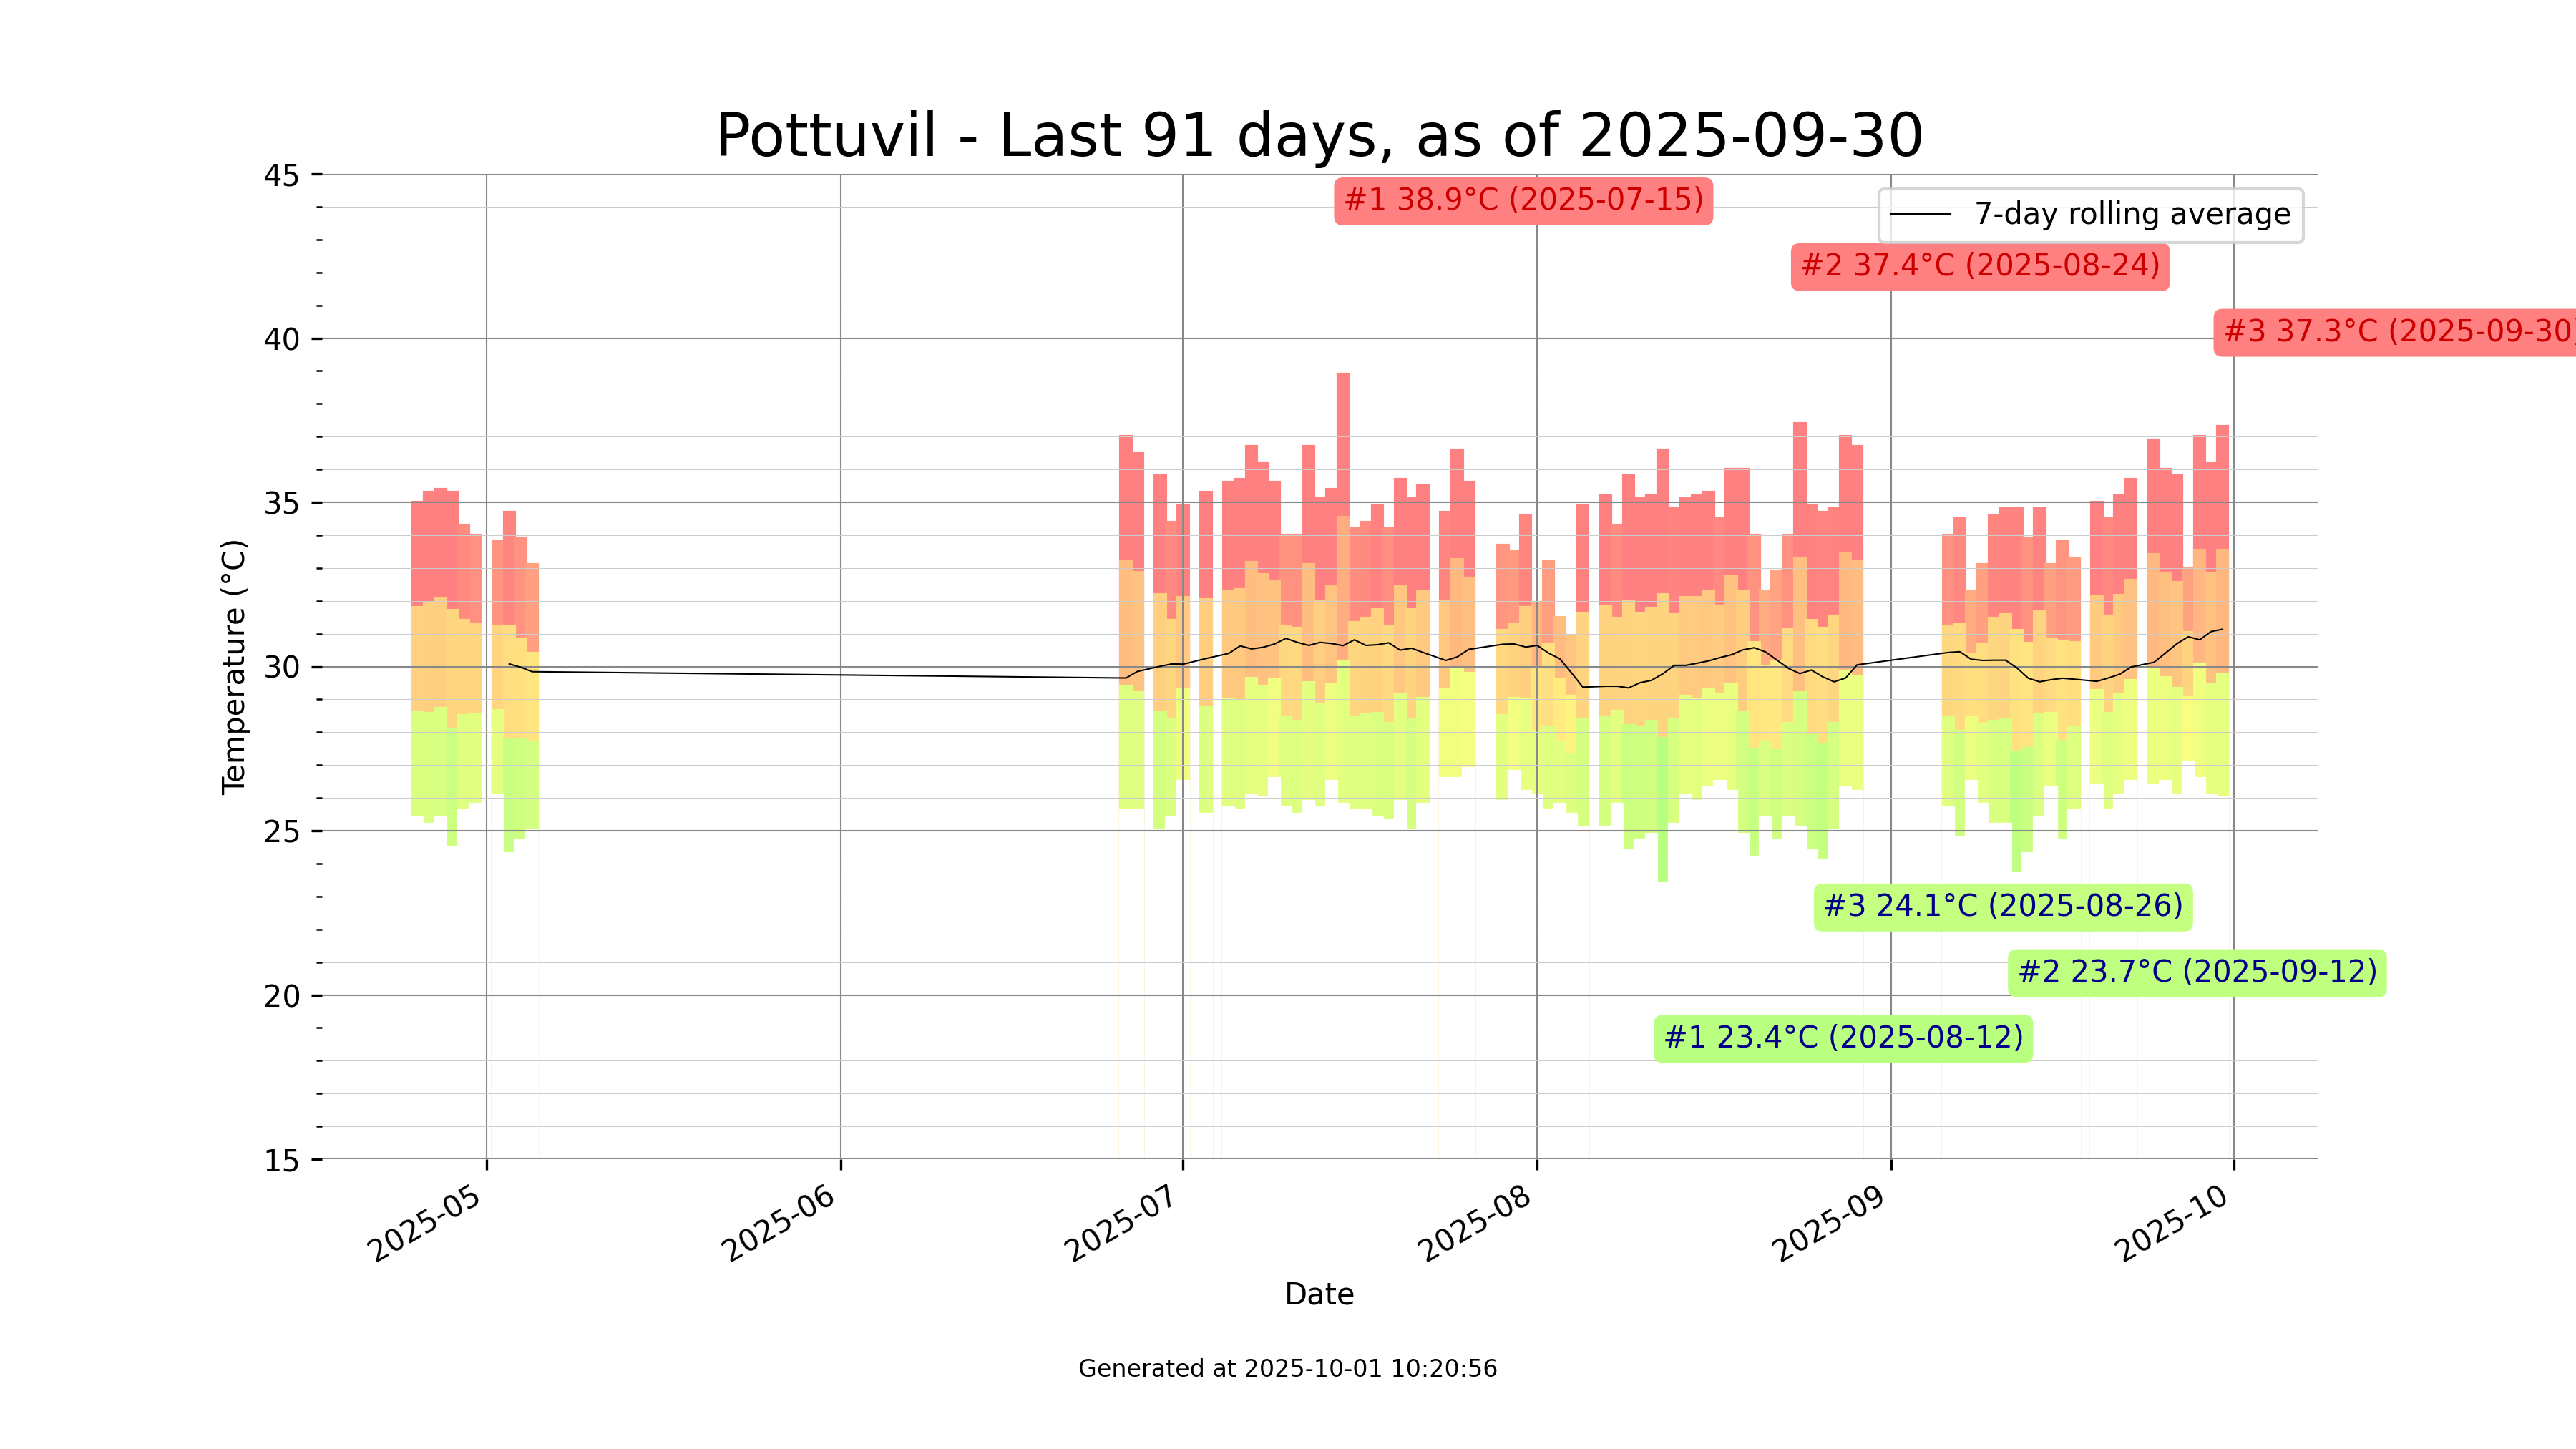 Pottuvil - Last 91 days, as of 2025-09-30
45
40
35
30
25
20
15
Temperature (°C)
#1 38.9°C (2025-07-15)
7-day rolling average
#2 37.4°C (2025-08-24)
#3 37.3°C (2025-09-30)
#3 24.1°C (2025-08-26)
#2 23.7°C (2025-09-12)
#1 23.4°C (2025-08-12)
2025-05
2025-06
2025-07
2025-08
2025-09
2025-10
Date
Generated at 2025-10-01 10:20:56